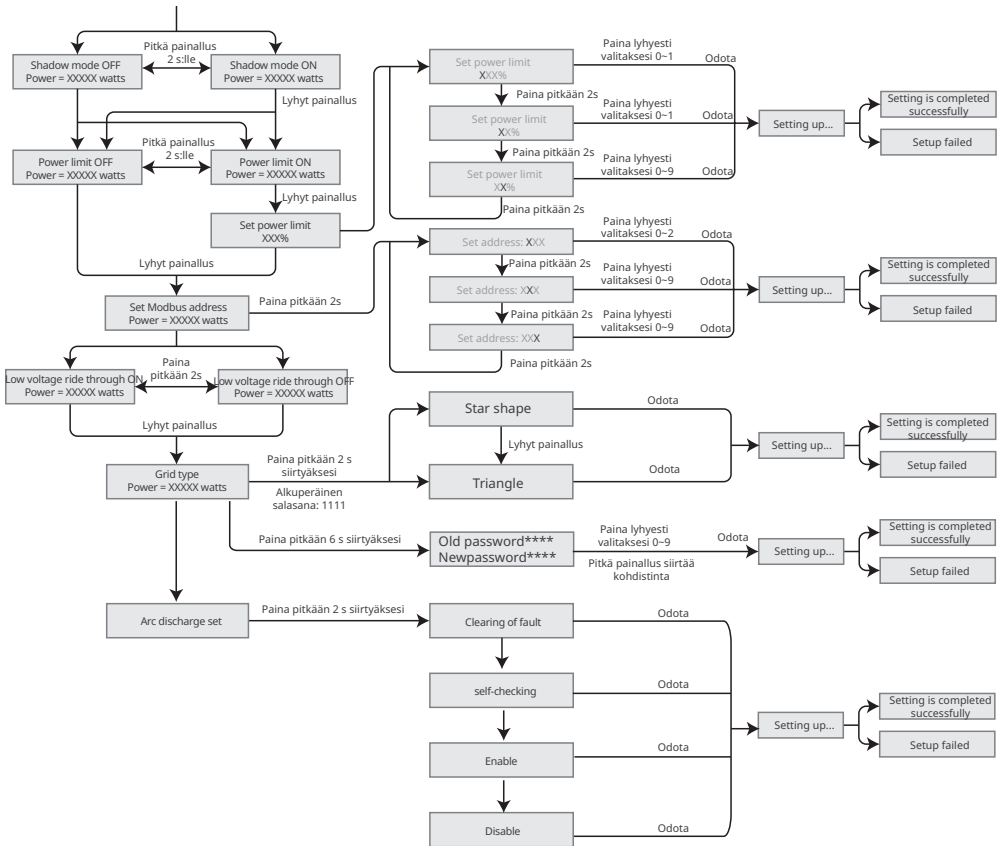 Shadow mode OFF
Power = XXXXX watts
Pitkä painallus
2 s:lle
Shadow mode ON
Power = XXXXX watts
Lyhyt painallus
Power limit OFF
Power = XXXXX watts
Pitkä painallus
2 s:lle
Power limit ON
Power = XXXXX watts
Lyhyt painallus
Set power limit
XXX%
Lyhyt painallus
Set power limit
XXX%
Paina lyhyesti
valitaksesi 0~1
Odota
Paina pitkään 2s
Set power limit
XX%
Paina lyhyesti
valitaksesi 0~1
Odota
Paina pitkään 2s
Set power limit
XX%
Paina lyhyesti
valitaksesi 0~9
Odota
Paina pitkään 2s
Setting up...
Setting is completed
successfully
Setup failed
Set Modbus address
Power = XXXXX watts
Paina pitkään 2s
Set address: XXX
Paina lyhyesti
valitaksesi 0~2
Odota
Paina pitkään 2s
Set address: XXX
Paina lyhyesti
valitaksesi 0~9
Odota
Paina pitkään 2s
Set address: XXX
Paina lyhyesti
valitaksesi 0~9
Odota
Paina pitkään 2s
Setting up...
Setting is completed
successfully
Setup failed
Low voltage ride through ON
Power = XXXXX watts
Paina
pitkään 2s
Low voltage ride through OFF
Power = XXXXX watts
Lyhyt painallus
Grid type
Power = XXXXX watts
Paina pitkään 2 s
siirtyäksesi
Alkuperäinen
salasana: 1111
Star shape
Odota
Lyhyt painallus
Triangle
Odota
Setting up...
Setting is completed
successfully
Setup failed
Paina pitkään 6 s siirtyäksesi
Old password****
Newpassword****
Paina lyhyesti
valitaksesi 0~9
Odota
Pitkä painallus siirtää
kohdistinta
Setting up...
Setting is completed
successfully
Setup failed
Arc discharge set
Paina pitkään 2 s siirtyäksesi
Clearing of fault
Odota
self-checking
Odota
Enable
Odota
Disable
Odota
Setting up...
Setting is completed
successfully
Setup failed